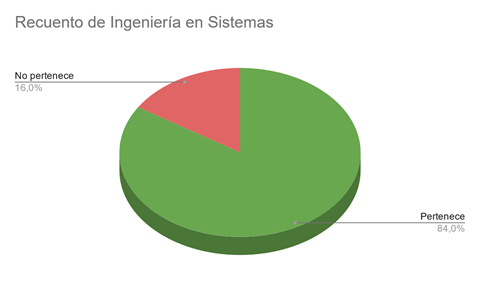 Recuento de Ingeniería en Sistemas
No pertenece
16,0%
Pertenece
84,0%